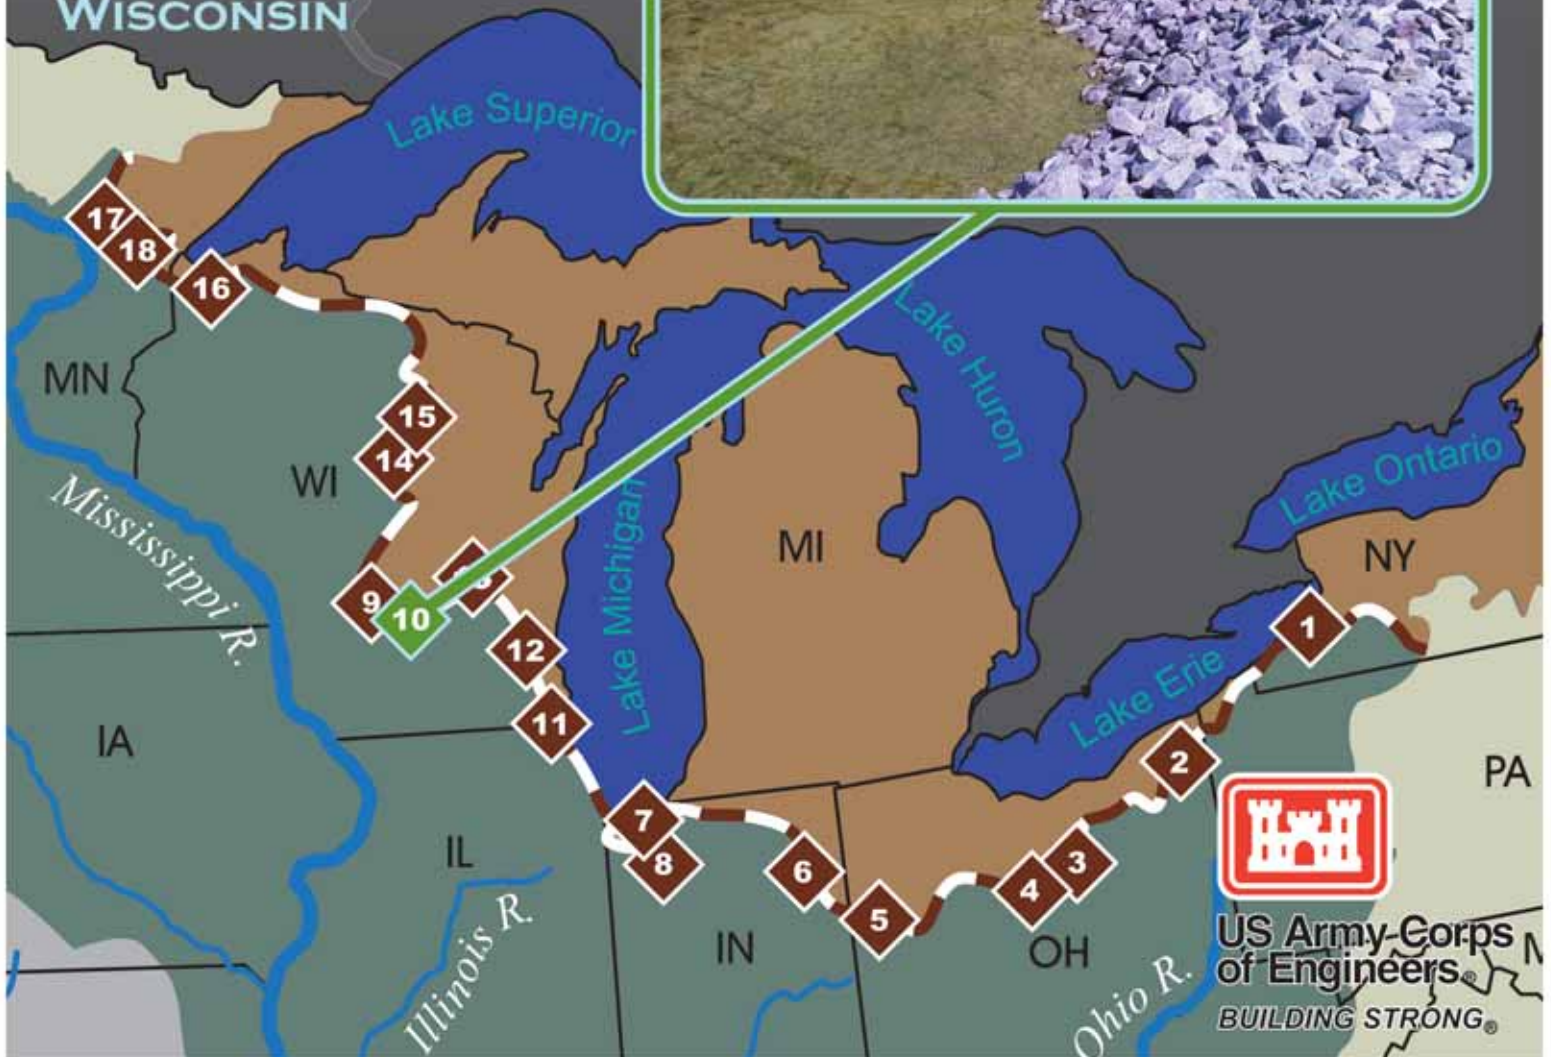 WISCONSIN
Lake Superior
17
18
16
Lake Huron
MN
15
14
WI
Mississippi R.
Lake Michigan
MI
Lake Ontario
NY
9
10
12
11
1
Lake Erie
2
IA
PA
7
8
IL
6
5
4
3
Illinois R.
IN
OH
Ohio R.
US Army Corps
of Engineers®
BUILDING STRONG®